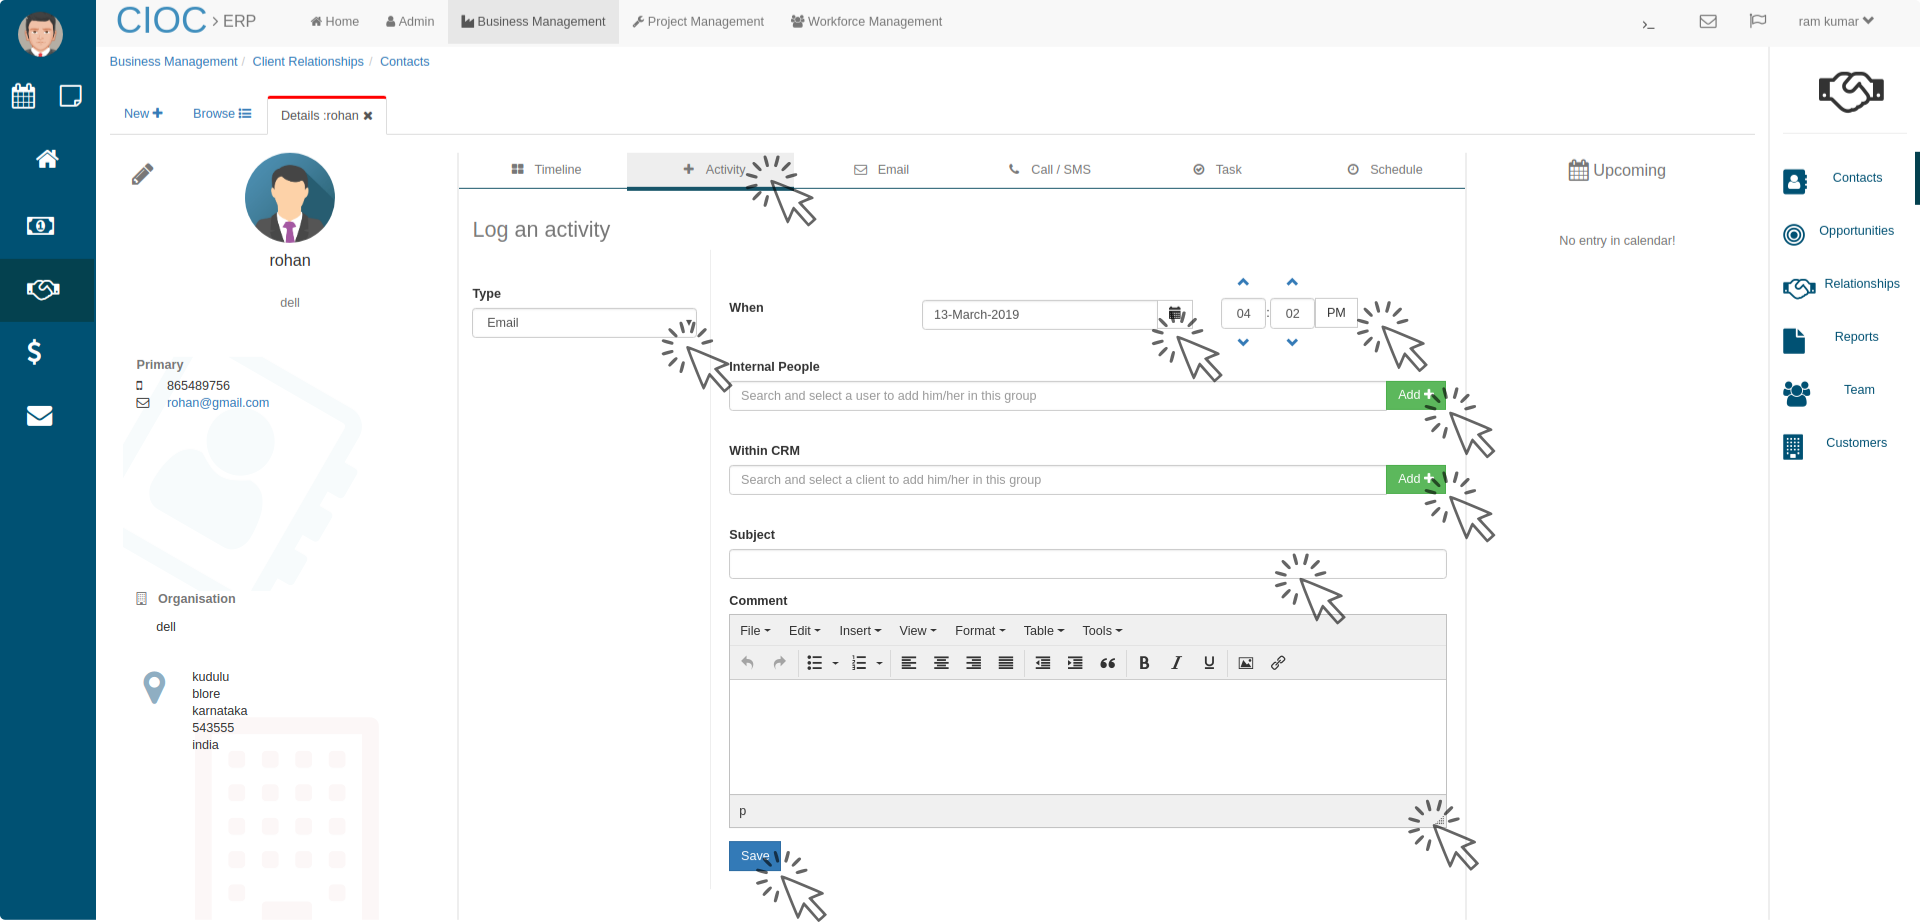 CIOC > ERP
Home
Admin
Business Management
Project Management
Workforce Management
>_
ram kumar
Business Management / Client Relationships / Contacts
New
Browse
Details :rohan
Timeline
Activity
Email
Call / SMS
Task
Schedule
Upcoming
No entry in calendar!
rohan
dell
Primary
865489756
rohan@gmail.com
Organisation
dell
kudulu
blore
karnataka
543555
india
Log an activity
Type
Email
When
13-March-2019
04 : 02 PM
Internal People
Search and select a user to add him/her in this group
Add
Within CRM
Search and select a client to add him/her in this group
Add
Subject
Comment
File Edit Insert View Format Table Tools
B I U
p
Save
Contacts
Opportunities
Relationships
Reports
Team
Customers